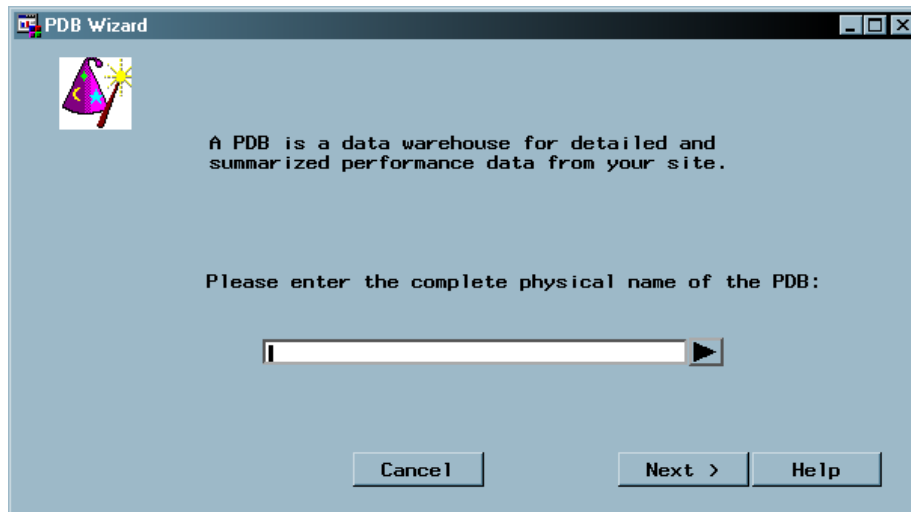 PDB Wizard
A PDB is a data warehouse for detailed and
summarized performance data from your site.
Please enter the complete physical name of the PDB:
Cancel
Next >
Help